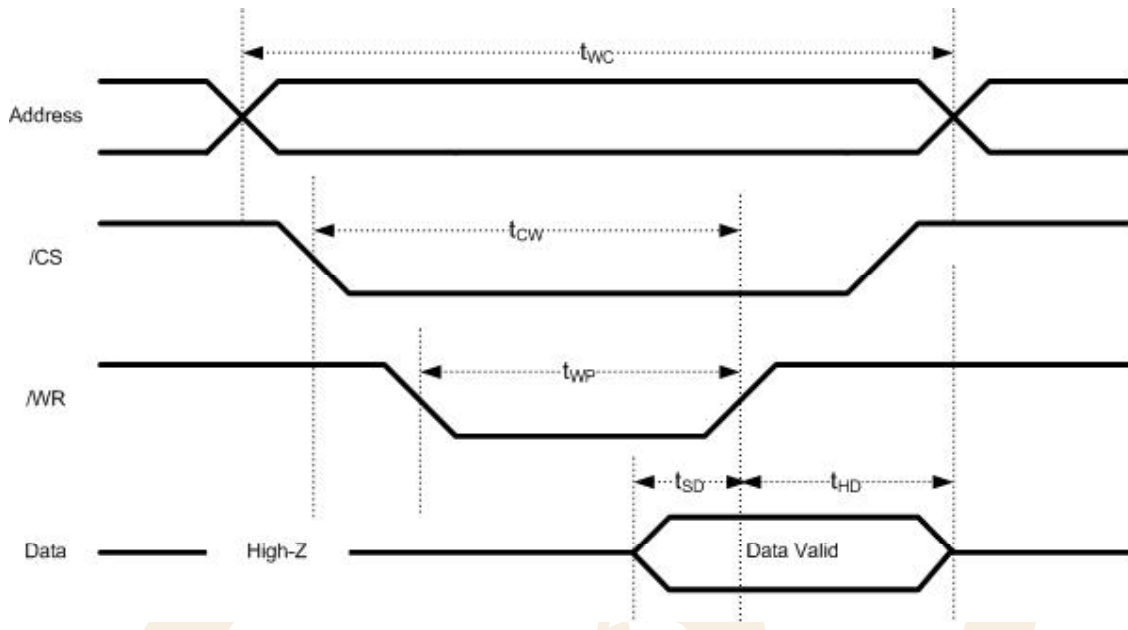 tWC
Address
tCW
/CS
tWP
/WR
tSD tHD
Data High-Z Data Valid